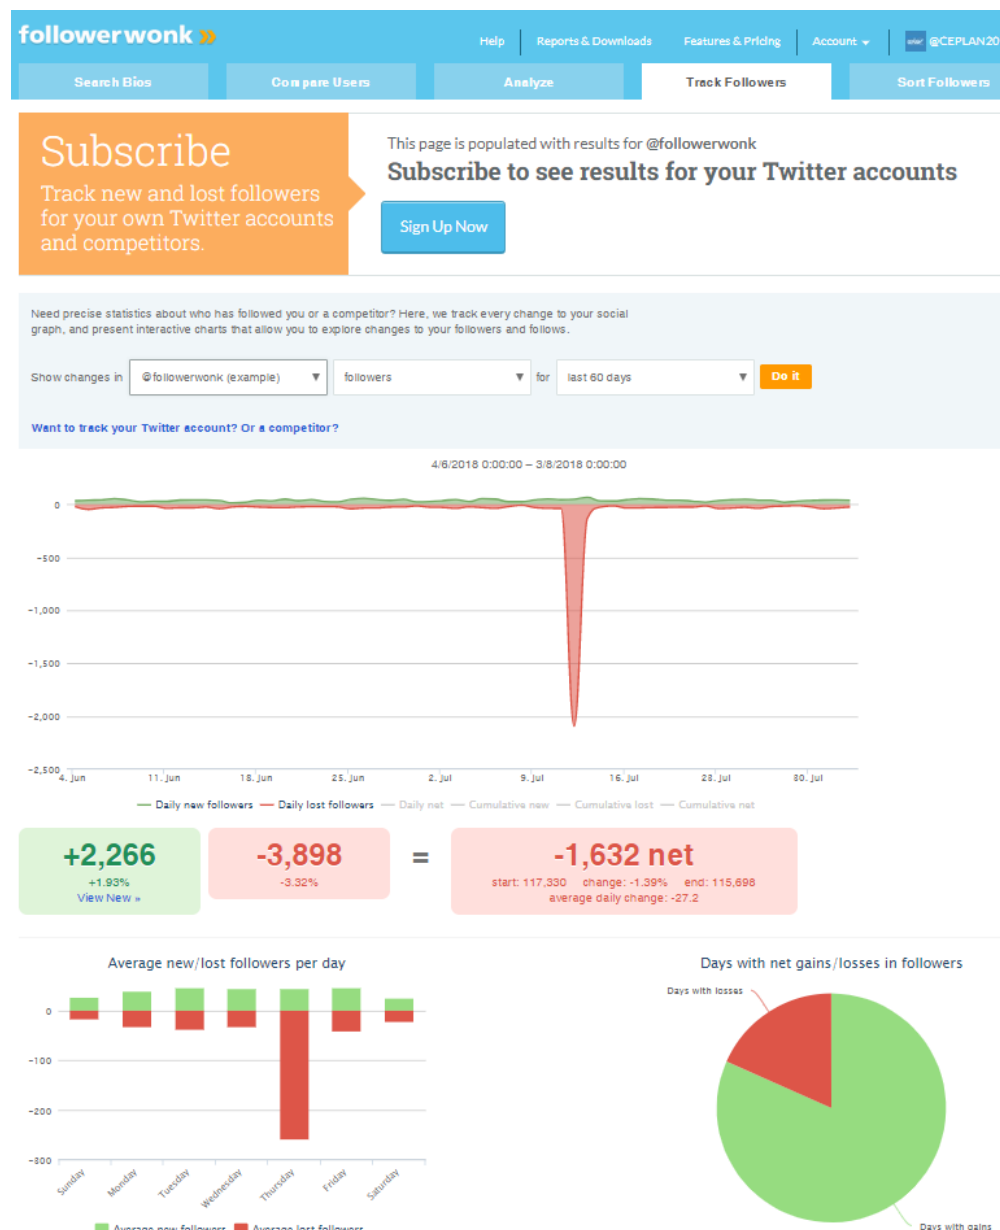 followerwonk »
Help
Reports & Downloads
Features & Pricing
Account
@CEPLAN20
Search Bios
Compare Users
Analyze
Track Followers
Sort Followers
Subscribe
Track new and lost followers
for your own Twitter accounts
and competitors.
This page is populated with results for @followerwonk
Subscribe to see results for your Twitter accounts
Sign Up Now
Need precise statistics about who has followed you or a competitor? Here, we track every change to your social
graph, and present interactive charts that allow you to explore changes to your followers and follows.
Show changes in @followerwonk (example) ▼ followers ▼ for last 60 days ▼ Do it
Want to track your Twitter account? Or a competitor?
4/6/2018 0:00:00 – 3/8/2018 0:00:00
0
-500
-1,000
-1,500
-2,000
-2,500
4. Jun 11. Jun 18. Jun 25. Jun 2. Jul 9. Jul 16. Jul 23. Jul 30. Jul
Daily new followers Daily lost followers Daily net Cumulative new Cumulative lost Cumulative net
+2,266
+1.93%
View New »
-3,898
-3.32%
=
-1,632 net
start: 117,330 change: -1.39% end: 115,698
average daily change: -27.2
Average new/lost followers per day
0
-100
-200
-300
Sunday Monday Tuesday Wednesday Thursday Friday Saturday
Average new followers Average lost followers
Days with net gains/losses in followers
Days with losses
Days with gains